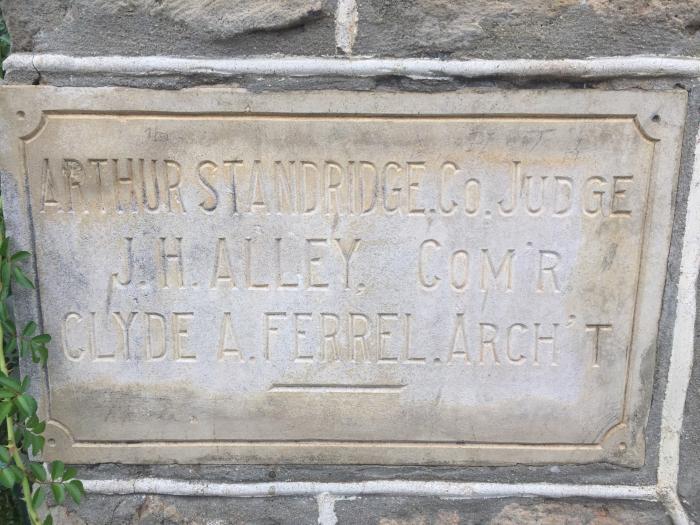 ARTHUR STANDRIDGE. CO. JUDGE
J. H. ALLEY, COM'R
CLYDE A. FERREL. ARCH'T